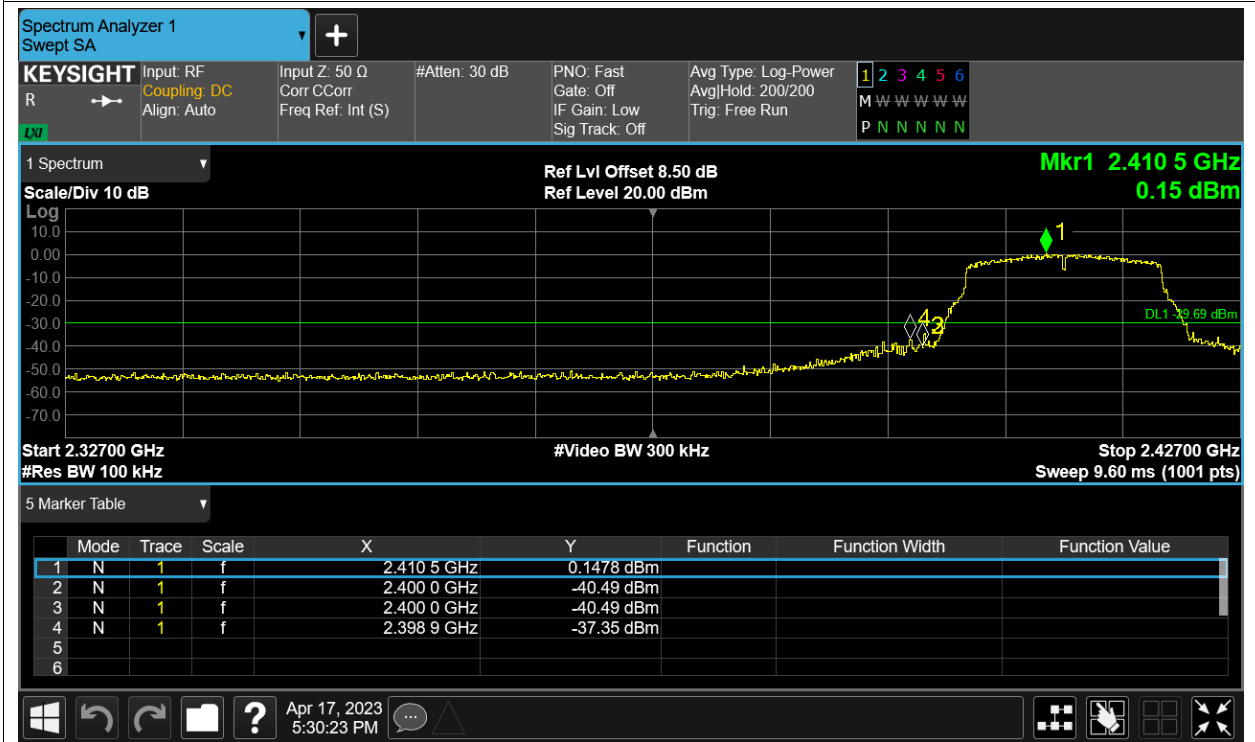 Spectrum Analyzer 1
Swept SA
+
KEYSIGHT Input: RF Input Z: 50 Ω #Atten: 30 dB PNO: Fast Avg Type: Log-Power 1 2 3 4 5 6
R Coupling: DC Corr CCorr Gate: Off Avg|Hold: 200/200 M W W W W W
Align: Auto Freq Ref: Int (S) IF Gain: Low Trig: Free Run
LXI Sig Track: Off P N N N N N
1 Spectrum Ref Lvl Offset 8.50 dB Mkr1 2.410 5 GHz
Scale/Div 10 dB Ref Level 20.00 dBm 0.15 dBm
Log
10.0
1
0.00
-10.0
-20.0
DL1 -29.69 dBm
-30.0
4
-40.0
-50.0
-60.0
-70.0
Start 2.32700 GHz #Video BW 300 kHz Stop 2.42700 GHz
#Res BW 100 kHz Sweep 9.60 ms (1001 pts)
5 Marker Table
Mode Trace Scale X Y Function Function Width Function Value
1 N 1 f 2.410 5 GHz 0.1478 dBm
2 N 1 f 2.400 0 GHz -40.49 dBm
3 N 1 f 2.400 0 GHz -40.49 dBm
4 N 1 f 2.398 9 GHz -37.35 dBm
5
6
? Apr 17, 2023
5:30:23 PM